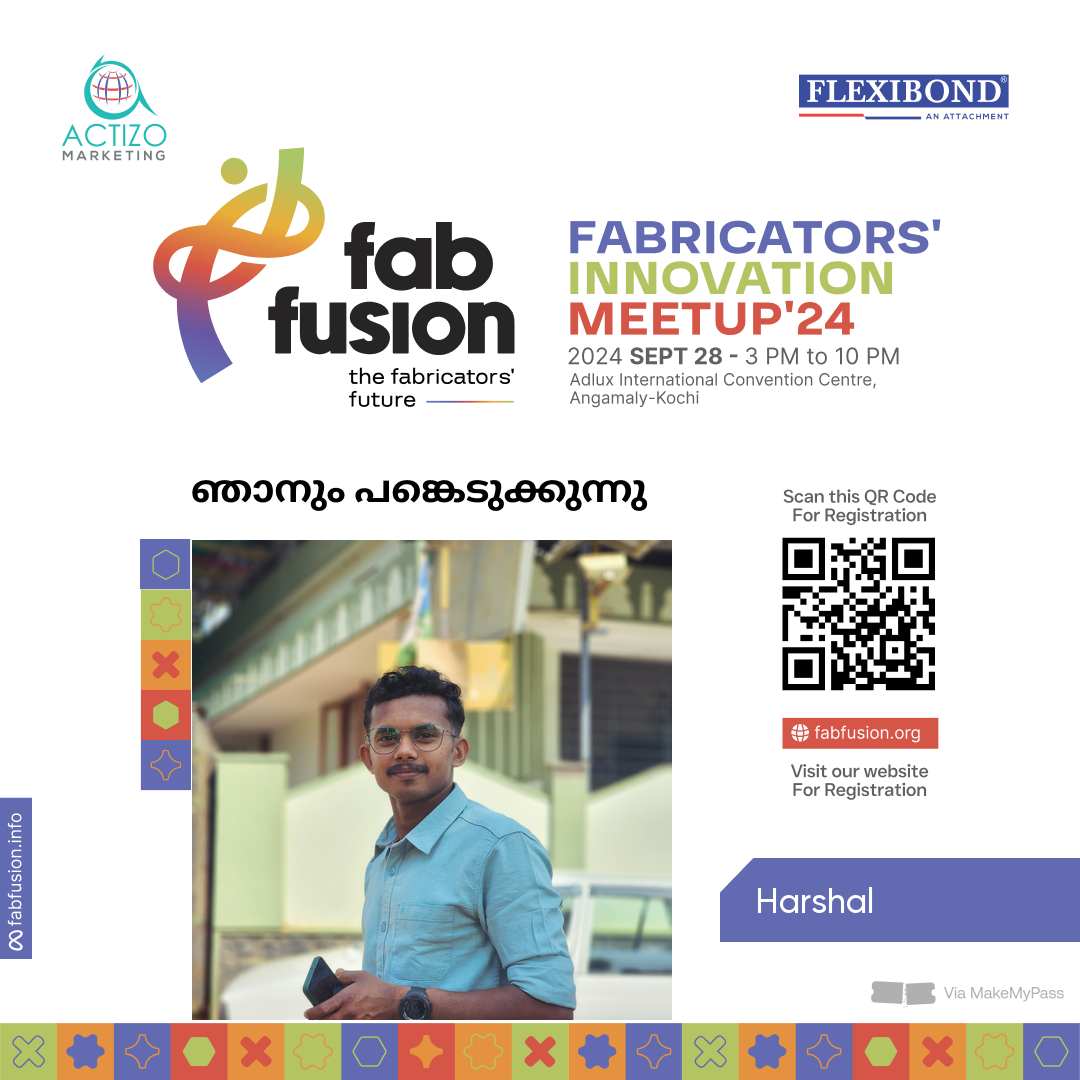 ACTIZO
MARKETING
FLEXIBOND®
AN ATTACHMENT
fab
fusion
the fabricators'
future
FABRICATORS'
INNOVATION
MEETUP'24
2024 SEPT 28 - 3 PM to 10 PM
Adlux International Convention Centre,
Angamaly-Kochi
ഞാനും പങ്കെടുക്കുന്നു
Scan this QR Code
For Registration
fabfusion.org
Visit our website
For Registration
fabfusion.info
Harshal
Via MakeMyPass